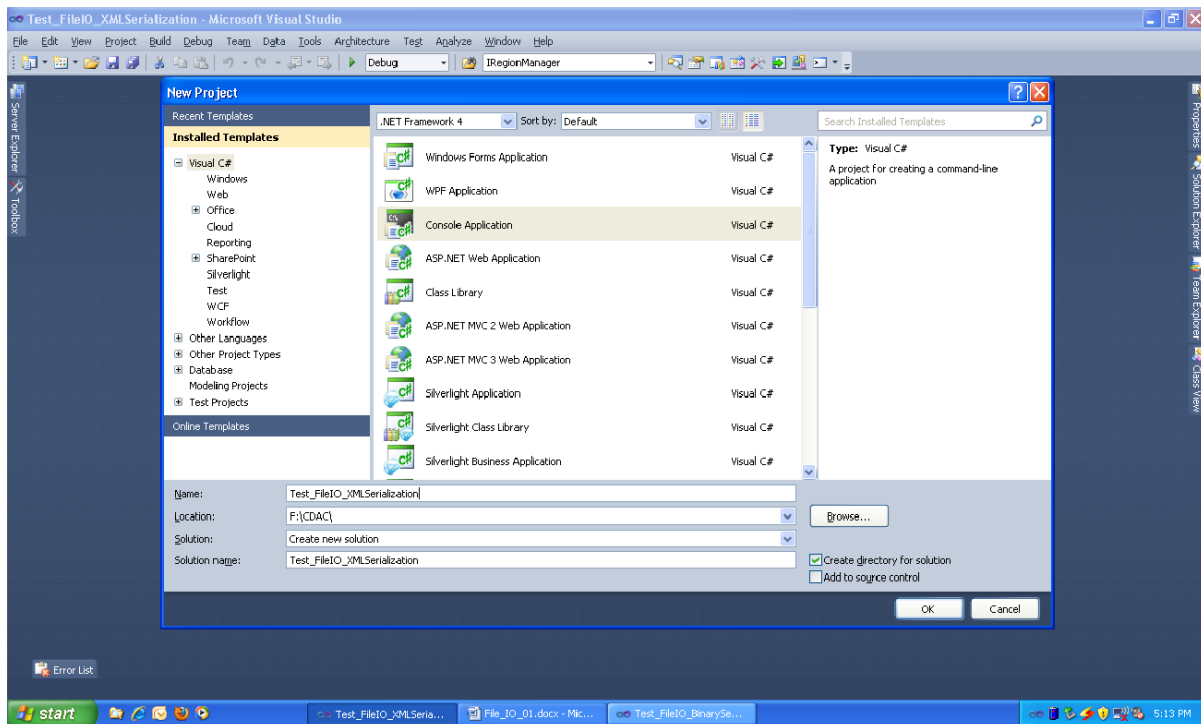 Test_FileIO_XMLSerialization - Microsoft Visual Studio
File Edit View Project Build Debug Team Data Tools Architecture Test Analyze Window Help
Debug IRegionManager
Server Explorer
Toolbox
New Project
Recent Templates
Installed Templates
Visual C#
Windows
Web
Office
Cloud
Reporting
SharePoint
Silverlight
Test
WCF
Workflow
Other Languages
Other Project Types
Database
Modeling Projects
Test Projects
Online Templates
.NET Framework 4 Sort by: Default
Windows Forms Application Visual C#
WPF Application Visual C#
Console Application Visual C#
ASP.NET Web Application Visual C#
Class Library Visual C#
ASP.NET MVC 2 Web Application Visual C#
ASP.NET MVC 3 Web Application Visual C#
Silverlight Application Visual C#
Silverlight Class Library Visual C#
Silverlight Business Application Visual C#
Search Installed Templates
Type: Visual C#
A project for creating a command-line
application
Name: Test_FileIO_XMLSerialization
Location: F:\CDAC\
Browse...
Solution: Create new solution
Solution name: Test_FileIO_XMLSerialization
Create directory for solution
Add to source control
OK Cancel
Properties
Solution Explorer
Team Explorer
Class View
Error List
start
Test_FileIO_XMLSeria...
File_IO_01.docx - Mic...
Test_FileIO_BinarySe...
5:13 PM